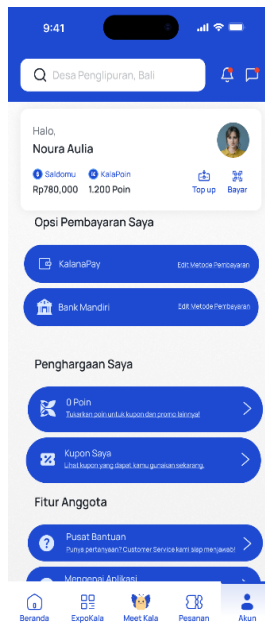 9:41
Desa Penglipuran, Bali
Halo,
Noura Aulia
Saldomu KalaPoin
Rp780,000 1.200 Poin Top up Bayar
Opsi Pembayaran Saya
KalanaPay Edit Metode Pembayaran
Bank Mandiri Edit Metode Pembayaran
Penghargaan Saya
0 Poin
Tukarkan poin untuk kupon dan promo lainnya!
Kupon Saya
Lihat kupon yang dapat kamu gunakan sekarang.
Fitur Anggota
Pusat Bantuan
Punya pertanyaan? Customer Service kami siap menjawab!
Mengenai Aplikasi
Beranda ExpoKala Meet Kala Pesanan Akun